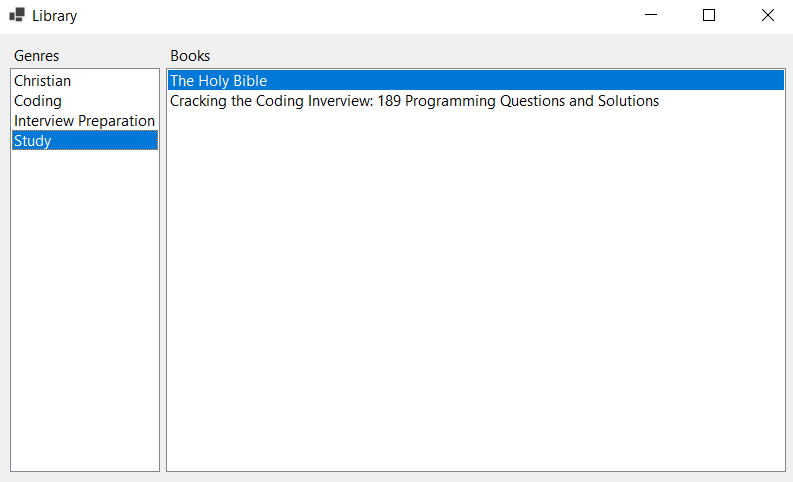 Library
Genres
Christian
Coding
Interview Preparation
Study
Books
The Holy Bible
Cracking the Coding Inverview: 189 Programming Questions and Solutions